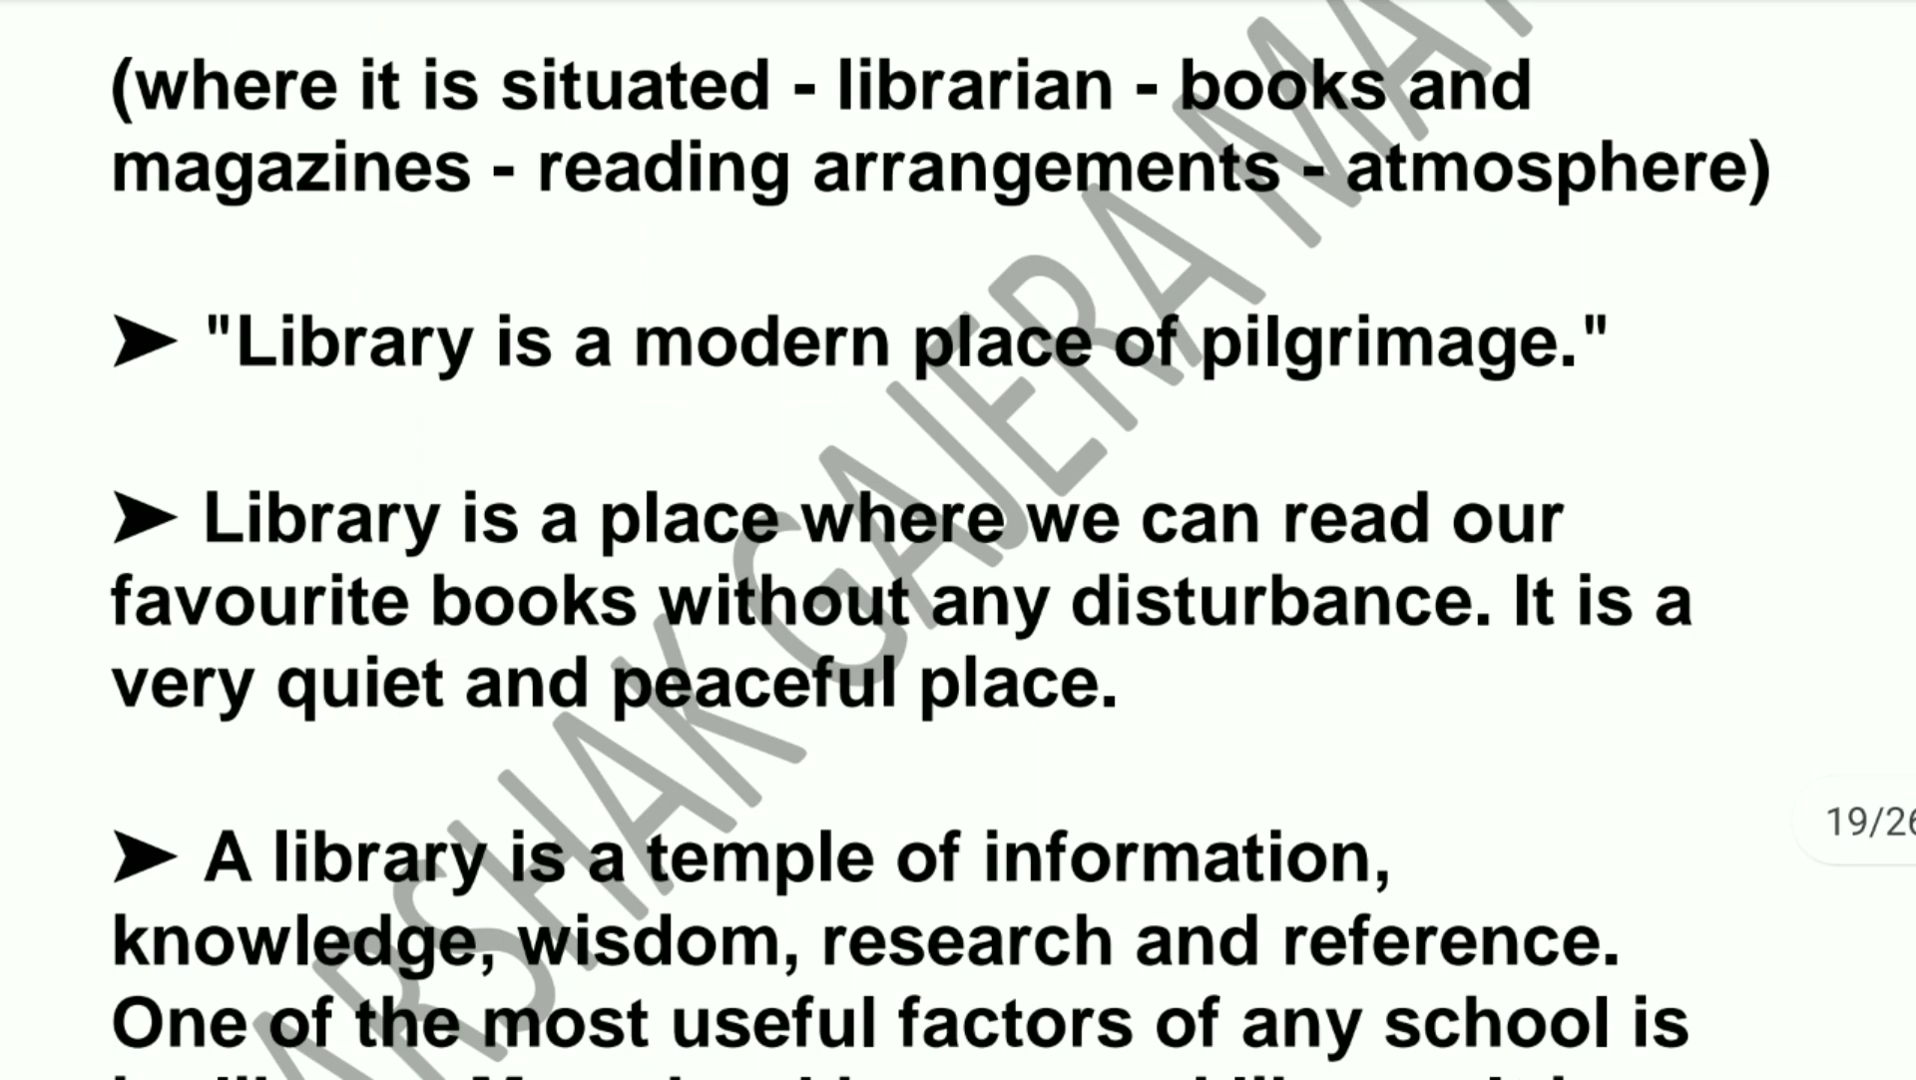 (where it is situated - librarian - books and
magazines - reading arrangements - atmosphere)
➤ "Library is a modern place of pilgrimage."
➤ Library is a place where we can read our
favourite books without any disturbance. It is a
very quiet and peaceful place.
➤ A library is a temple of information,
knowledge, wisdom, research and reference.
One of the most useful factors of any school is
19/26
ARSHAK GAJERA MA